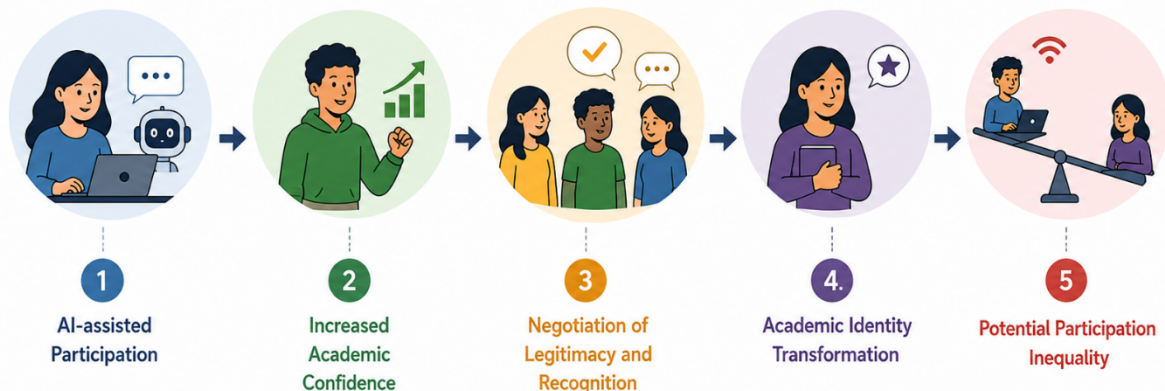 1
AI-assisted
Participation
2
Increased
Academic
Confidence
3
Negotiation of
Legitimacy and
Recognition
4.
Academic Identity
Transformation
5
Potential Participation
Inequality